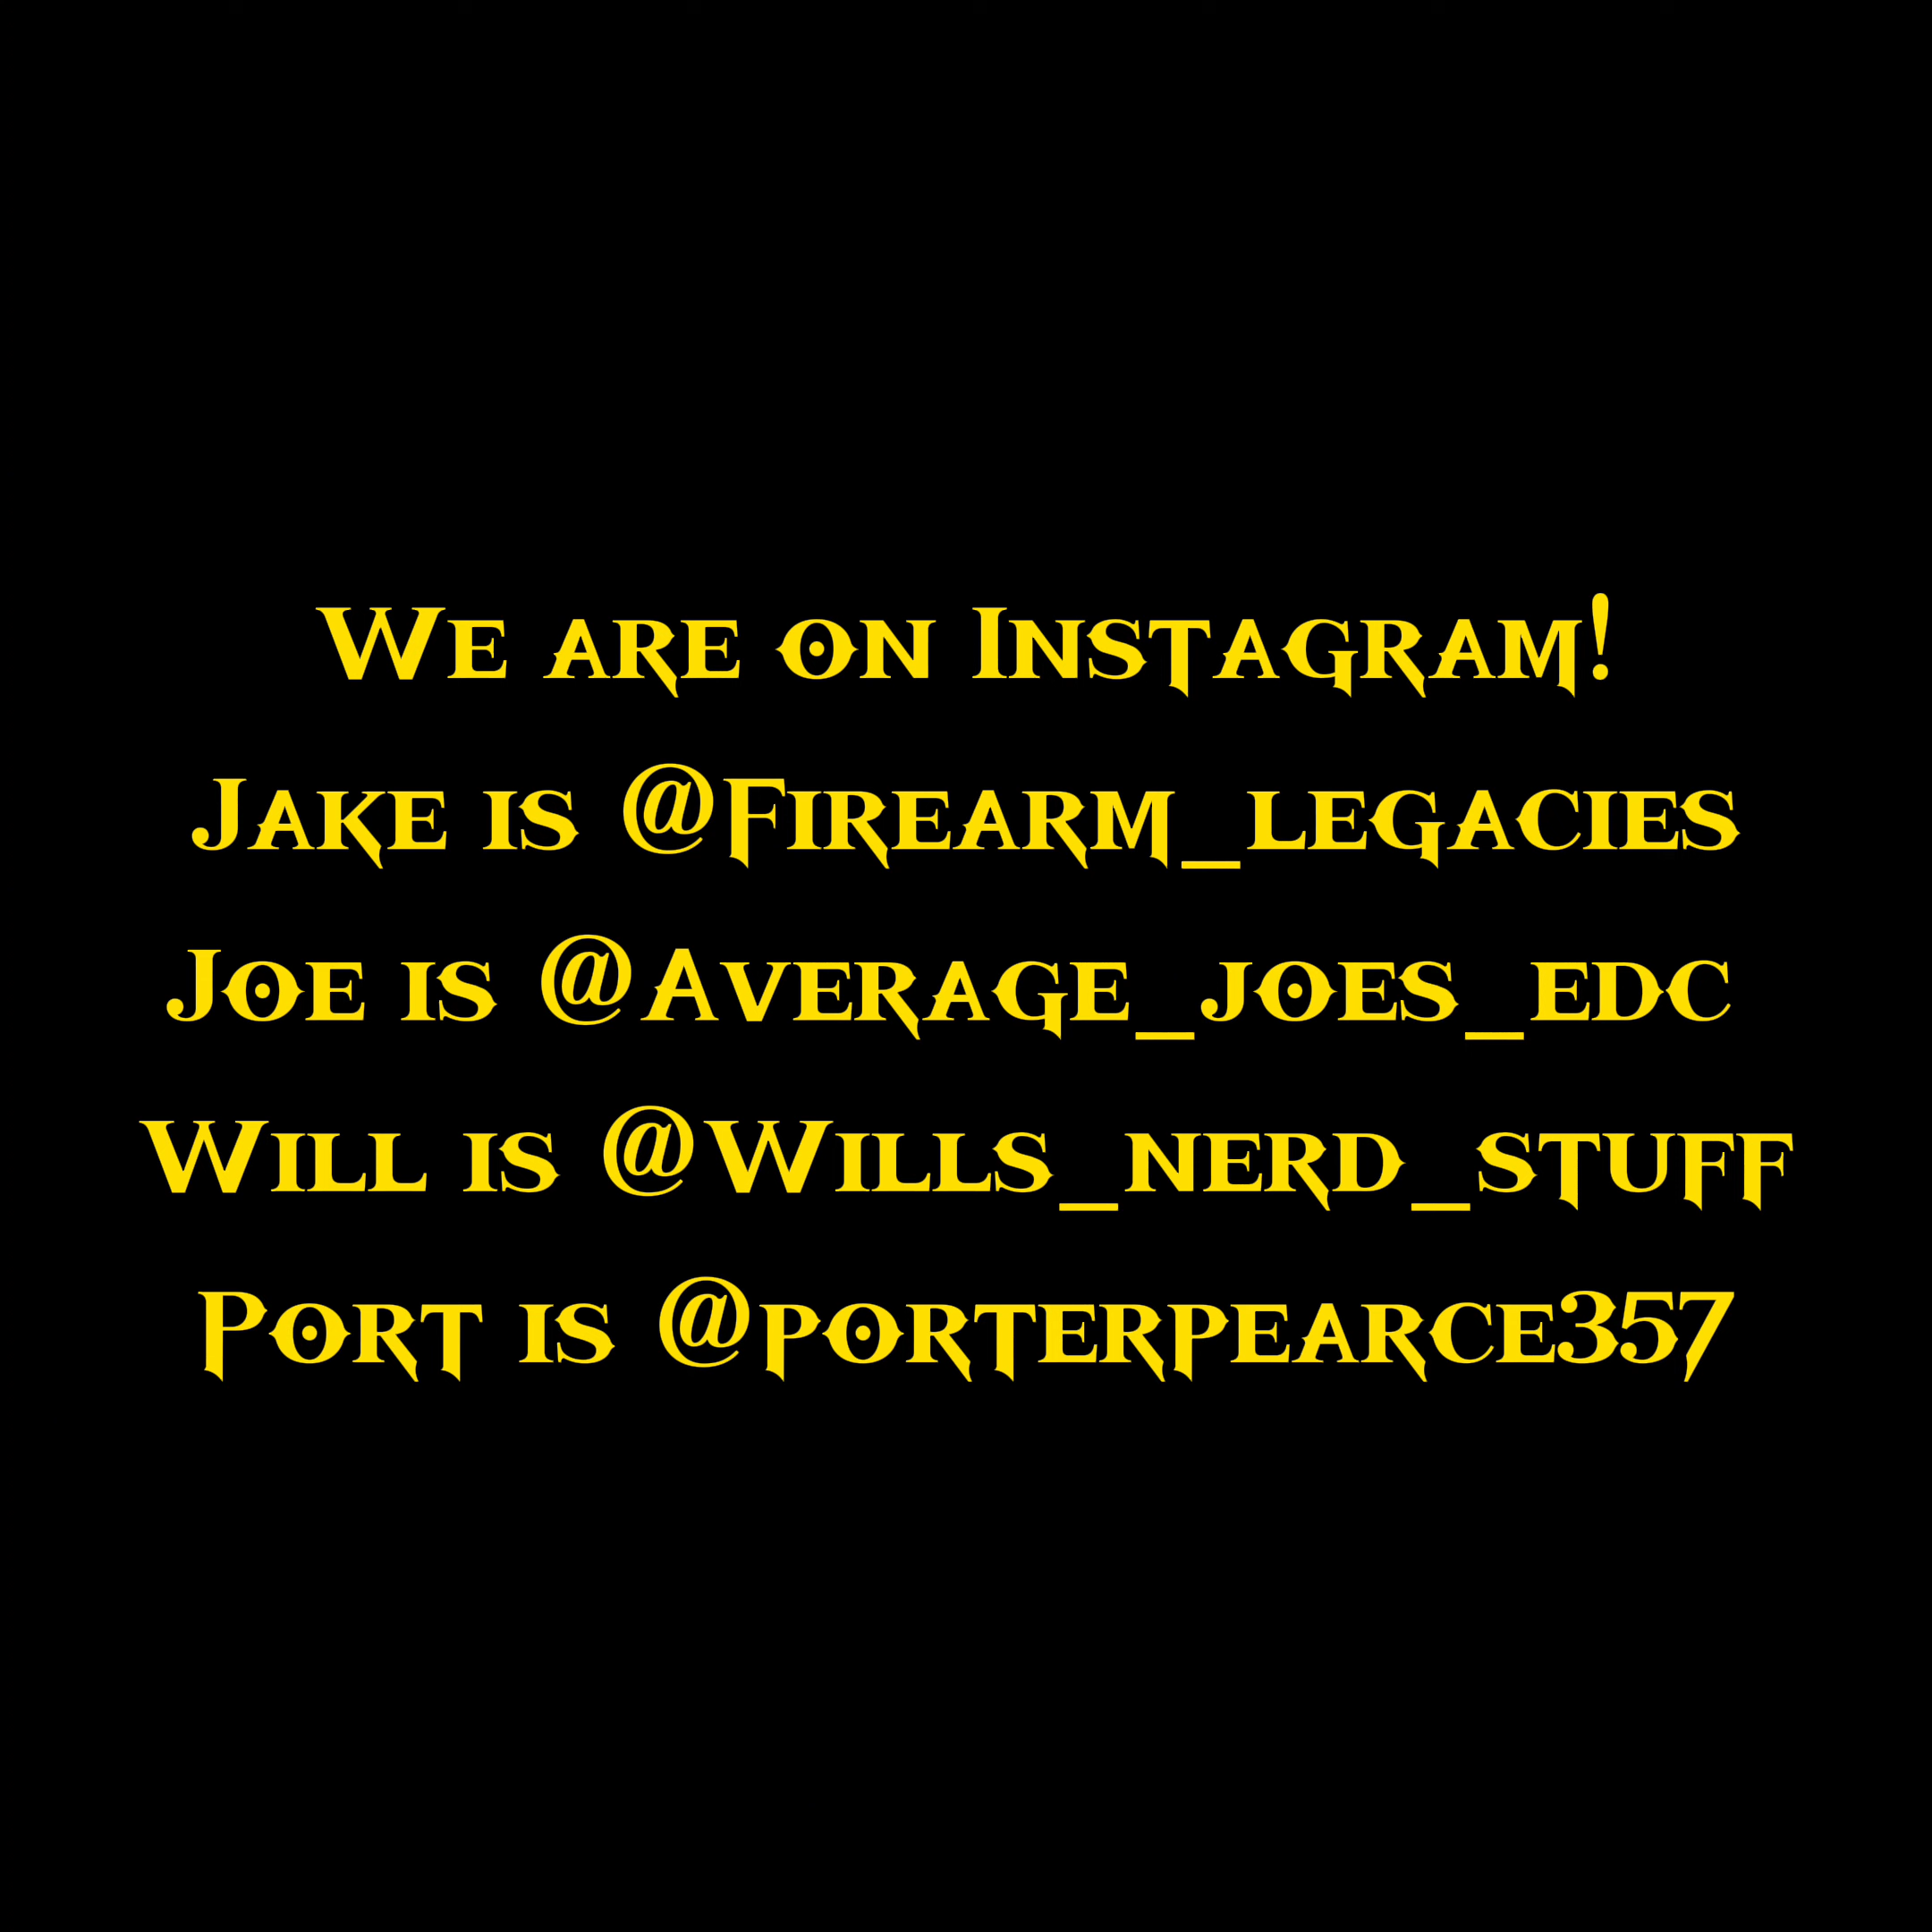 We are on Instagram!
Jake is @Firearm_legacies
Joe is @Average_joes_edc
Will is @Wills_nerd_stuff
Port is @porterpearce357